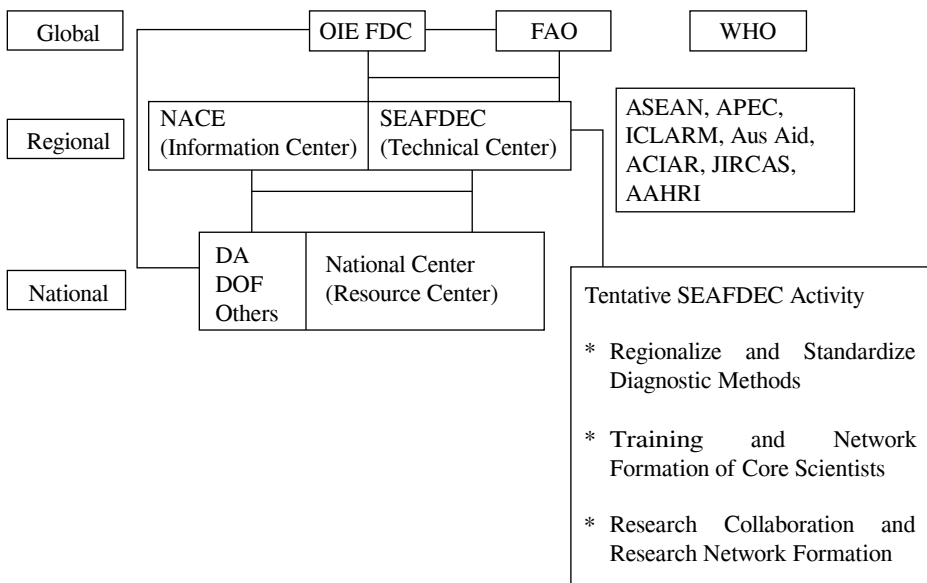 Global
OIE FDC
FAO
WHO
Regional
NACE
(Information Center)
SEAFDEC
(Technical Center)
ASEAN, APEC,
ICLARM, Aus Aid,
ACIAR, JIRCAS,
AAHRI
National
DA
DOF
Others
National Center
(Resource Center)
Tentative SEAFDEC Activity
* Regionalize and Standardize
Diagnostic Methods
* Training and Network
Formation of Core Scientists
* Research Collaboration and
Research Network Formation